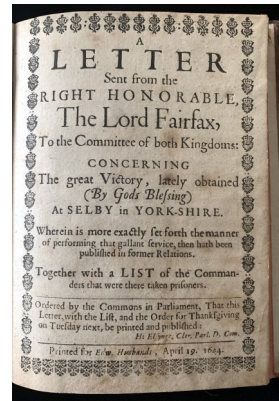 A
LETTER
Sent from the
RIGHT HONORABLE,
The Lord Fairfax,
To the Committee of both Kingdoms:
CONCERNING
The great Victory, lately obtained
(By Gods Blessing)
At SELBY in YORK-SHIRE.
Wherein is more exactly set forth the manner
of performing that gallant service, then hath been
published in former Relations.
Together with a LIST of the Comman-
ders that were there taken prisoners.
Ordered by the Commons in Parliament, That this
Letter, with the List, and the Order for Thanksgiving
on Tuesday next, be printed and published:
H: Elsynge, Cler. Parl. D. Com.
Printed for Edw. Husbands, April 19. 1644.